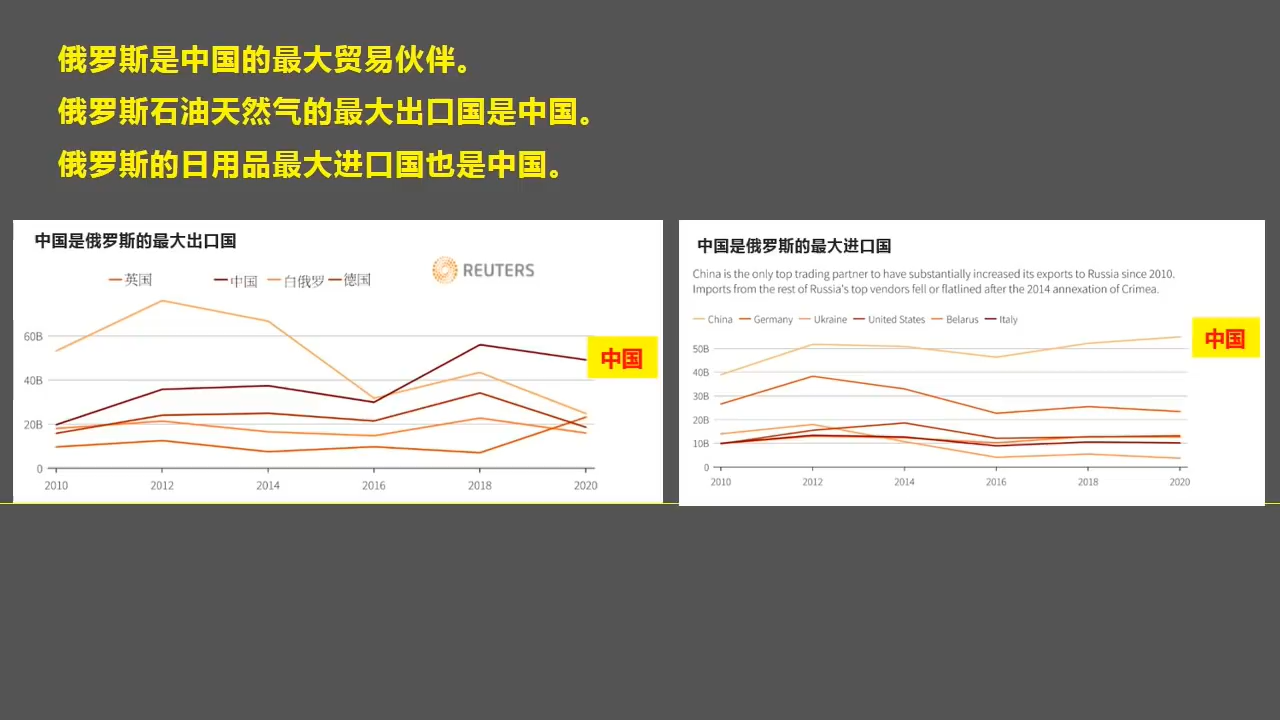 俄罗斯是中国的最大贸易伙伴。
俄罗斯石油天然气的最大出口国是中国。
俄罗斯的日用品最大进口国也是中国。
中国是俄罗斯的最大出口国
英国 中国 白俄罗 德国
REUTERS
60B
40B
20B
0
2010 2012 2014 2016 2018 2020
中国
中国是俄罗斯的最大进口国
China is the only top trading partner to have substantially increased its exports to Russia since 2010.
Imports from the rest of Russia's top vendors fell or flatlined after the 2014 annexation of Crimea.
China Germany Ukraine United States Belarus Italy
50B
40B
30B
20B
10B
0
2010 2012 2014 2016 2018 2020
中国